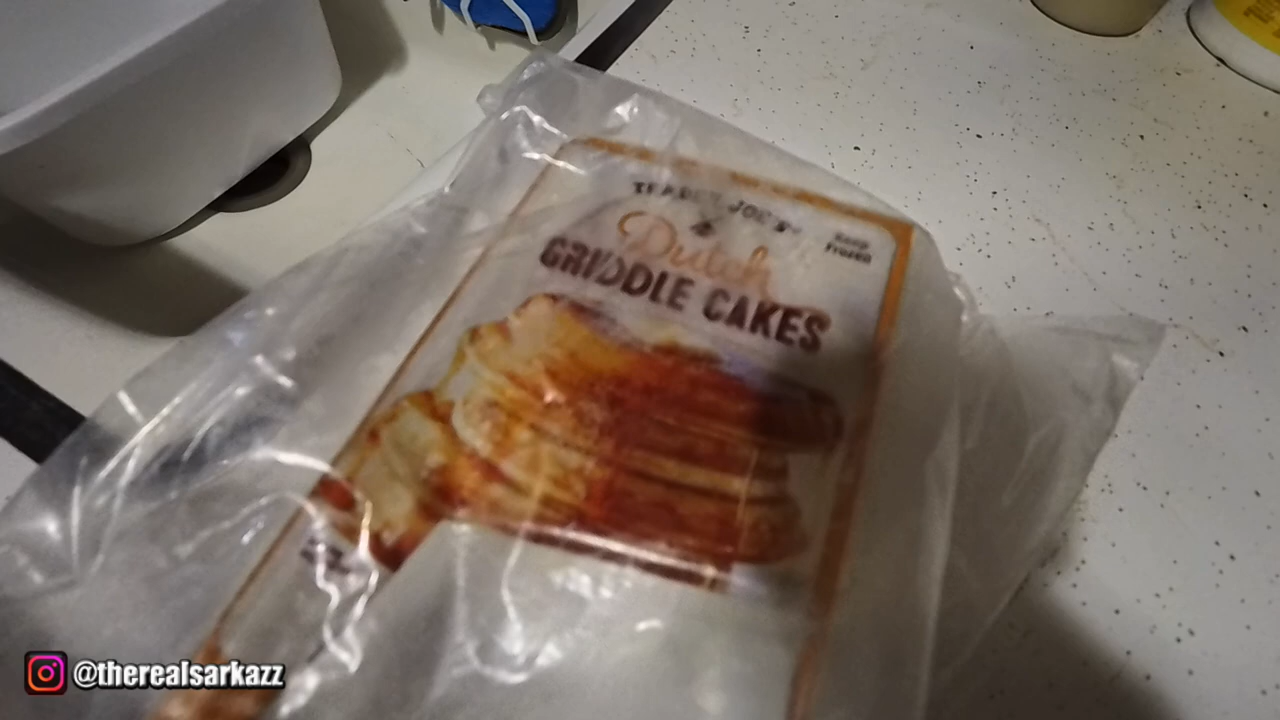 TRADER JOE'S
Dutch
GRIDDLE CAKES
Keep
Frozen
@therealsarkazz